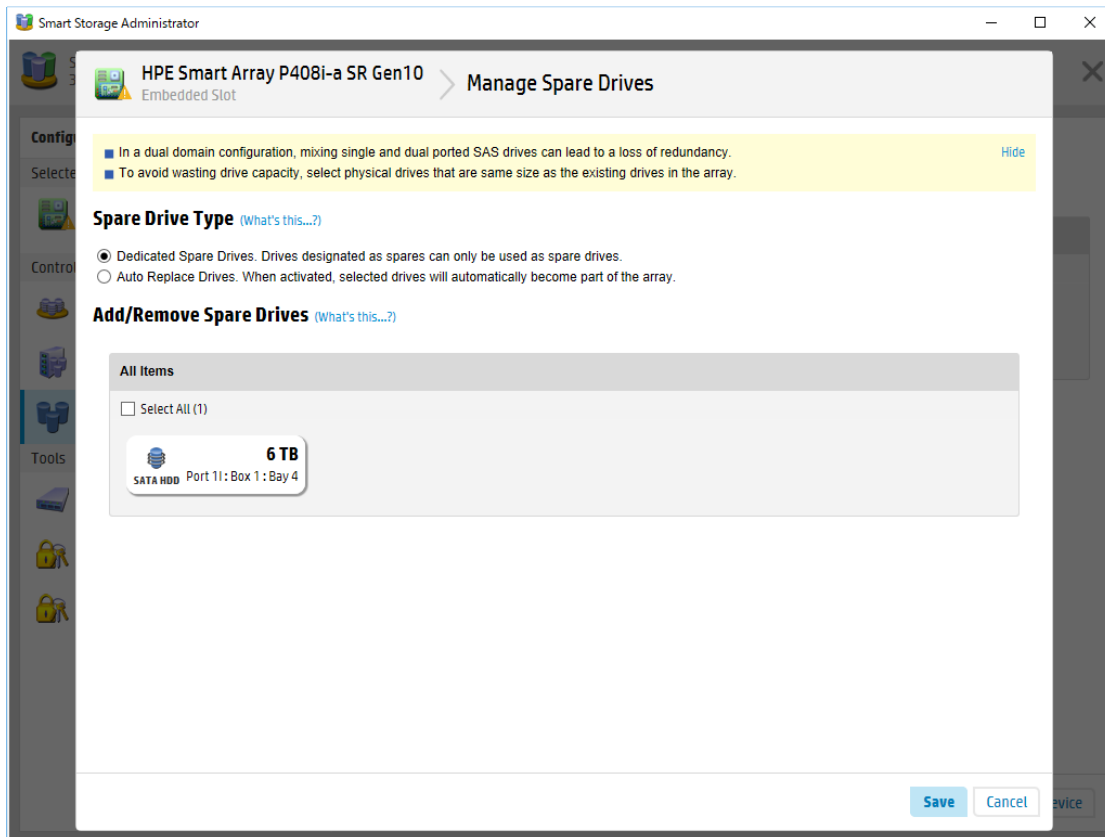 Smart Storage Administrator
HPE Smart Array P408i-a SR Gen10
Embedded Slot
Manage Spare Drives
In a dual domain configuration, mixing single and dual ported SAS drives can lead to a loss of redundancy.
Hide
To avoid wasting drive capacity, select physical drives that are same size as the existing drives in the array.
Spare Drive Type (What's this...?)
Dedicated Spare Drives. Drives designated as spares can only be used as spare drives.
Auto Replace Drives. When activated, selected drives will automatically become part of the array.
Add/Remove Spare Drives (What's this...?)
All Items
Select All (1)
6 TB
SATA HDD Port 1I : Box 1 : Bay 4
Save
Cancel
Config
Selecte
Contro
Tools
evice